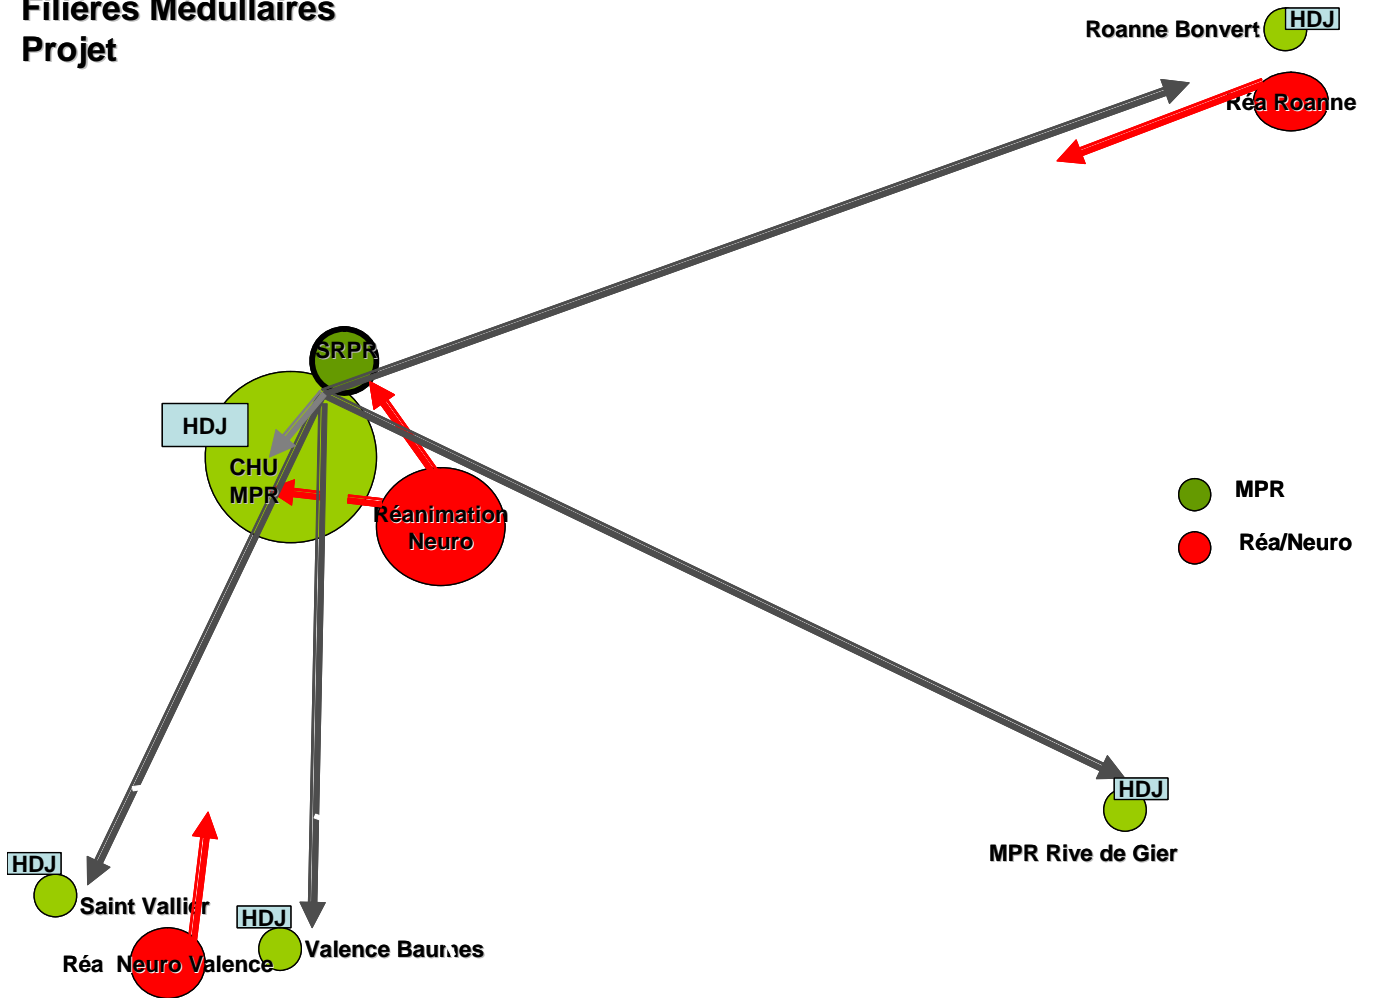 Filières Médullaires
Projet
HDJ
Roanne Bonvert
Réa Roanne
SRPR
HDJ
CHU
MPR
Réanimation
Neuro
MPR
Réa/Neuro
HDJ
MPR Rive de Gier
HDJ
Saint Vallier
HDJ
Valence Baumes
Réa Neuro Valence